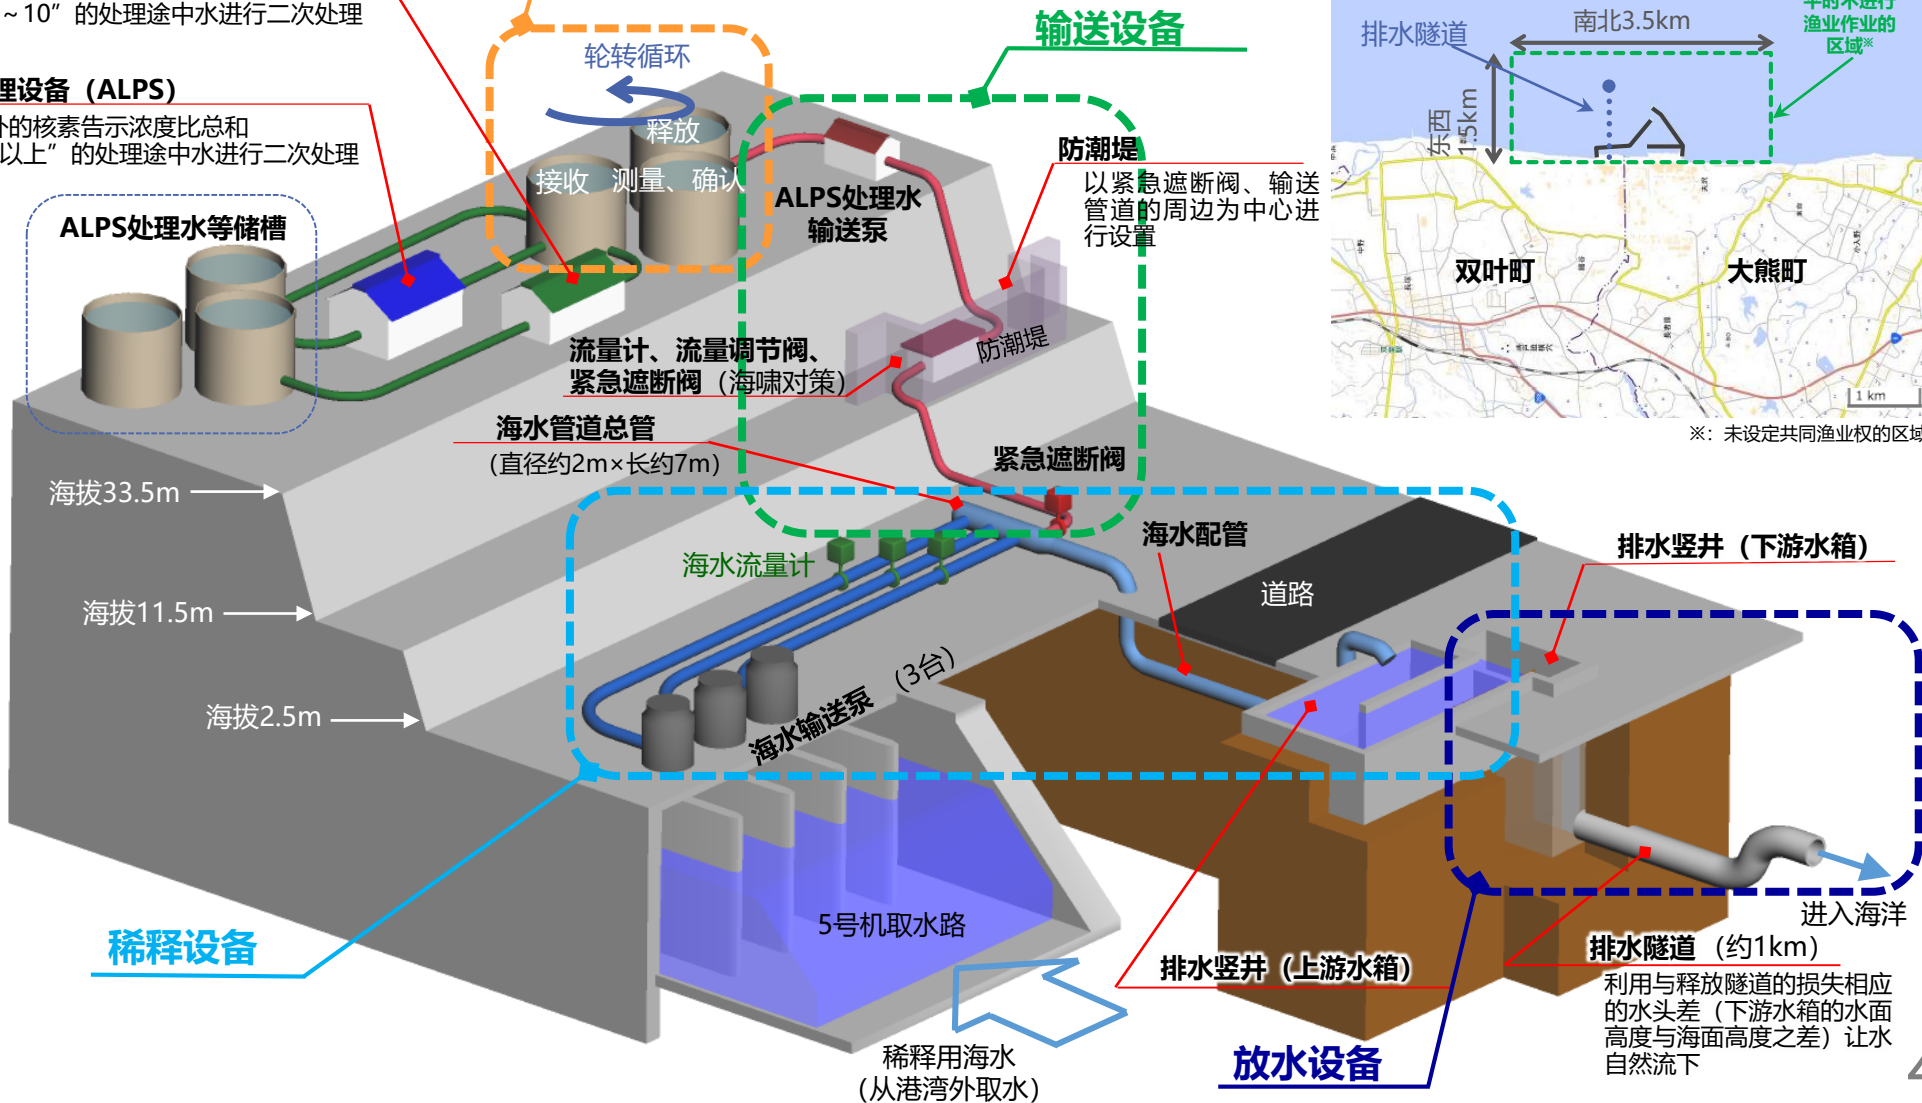 ~10”的处理途中水进行二次处理
理设备（ALPS）
外的核素告示浓度比总和
以上”的处理途中水进行二次处理
ALPS处理水等储槽
轮转循环
释放
接收
测量、确认
输送设备
ALPS处理水
输送泵
防潮堤
以紧急遮断阀、输送
管道的周边为中心进
行设置
防潮堤
流量计、流量调节阀、
紧急遮断阀（海啸对策）
海水管道总管
（直径约2m×长约7m）
紧急遮断阀
海拔33.5m
海拔11.5m
海拔2.5m
海水流量计
海水配管
道路
排水竖井（下游水箱）
海水输送泵（3台）
5号机取水路
稀释设备
稀释用海水
（从港湾外取水）
排水竖井（上游水箱）
放水设备
进入海洋
排水隧道（约1km）
利用与释放隧道的损失相应
的水头差（下游水箱的水面
高度与海面高度之差）让水
自然流下
排水隧道
南北3.5km
东西
1.5km
渔业作业的
区域※
双叶町
大熊町
1 km
※：未设定共同渔业权的区域